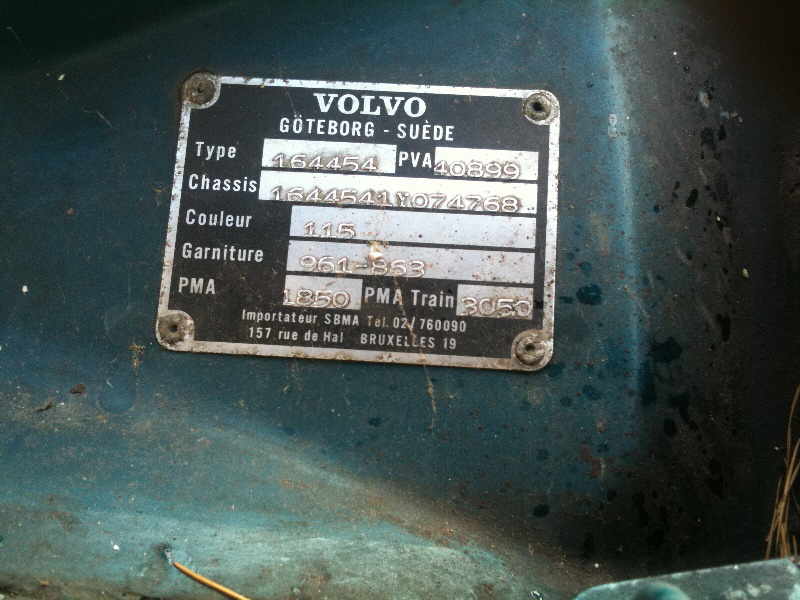 VOLVO
GÖTEBORG - SUÈDE
Type 164454 PVA 40899
Chassis 1644541Y074768
Couleur 115
Garniture 961-863
PMA 1850 PMA Train 3050
Importateur SBMA Tél. 02/760090
157 rue de Hal BRUXELLES 19